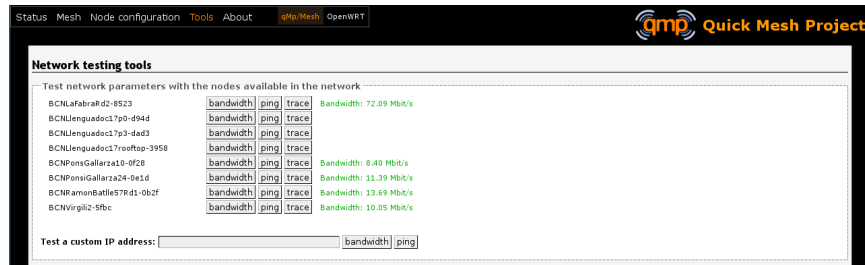 Status Mesh Node configuration Tools About qMp/Mesh OpenWRT
qmp Quick Mesh Project
Network testing tools
Test network parameters with the nodes available in the network
BCNLaFabraRd2-8523 bandwidth ping trace Bandwidth: 72.09 Mbit/s
BCNLlenguadoc17p0-d94d bandwidth ping trace
BCNLlenguadoc17p3-dad3 bandwidth ping trace
BCNLlenguadoc17rooftop-3958 bandwidth ping trace
BCNPonsGallarza10-0f28 bandwidth ping trace Bandwidth: 8.40 Mbit/s
BCNPonsiGallarza24-0e1d bandwidth ping trace Bandwidth: 11.39 Mbit/s
BCNRamonBatlle57Rd1-0b2f bandwidth ping trace Bandwidth: 13.69 Mbit/s
BCNVirgili2-5fbc bandwidth ping trace Bandwidth: 10.05 Mbit/s
Test a custom IP address: bandwidth ping